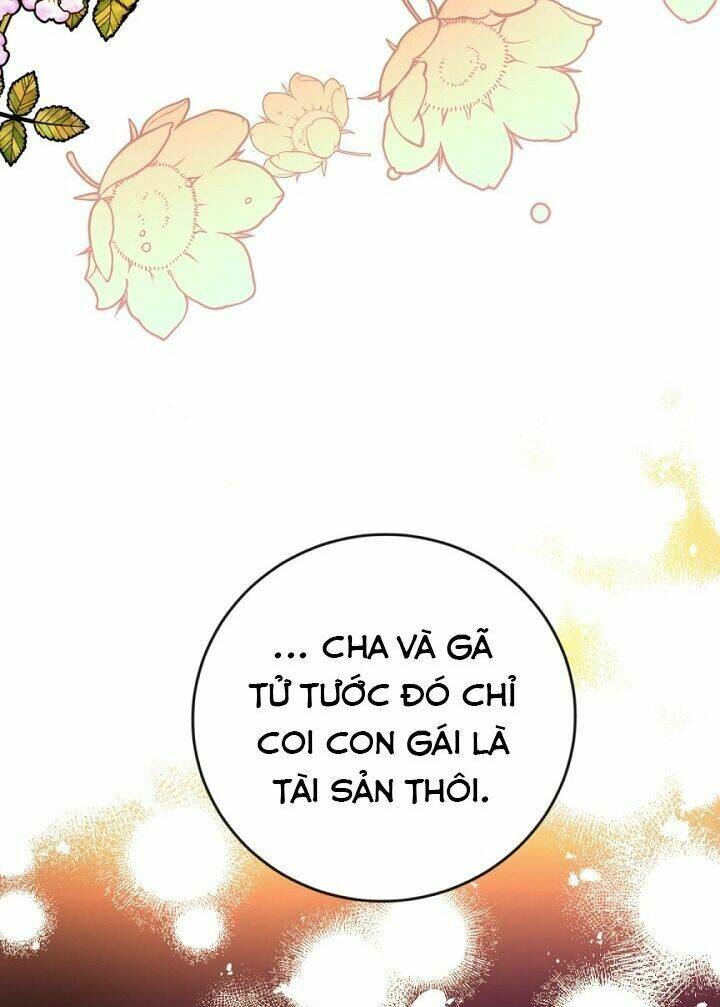 ... CHA VÀ GÃ
TỬ TƯỚC ĐÓ CHỈ
COI CON GÁI LÀ
TÀI SẢN THÔI.